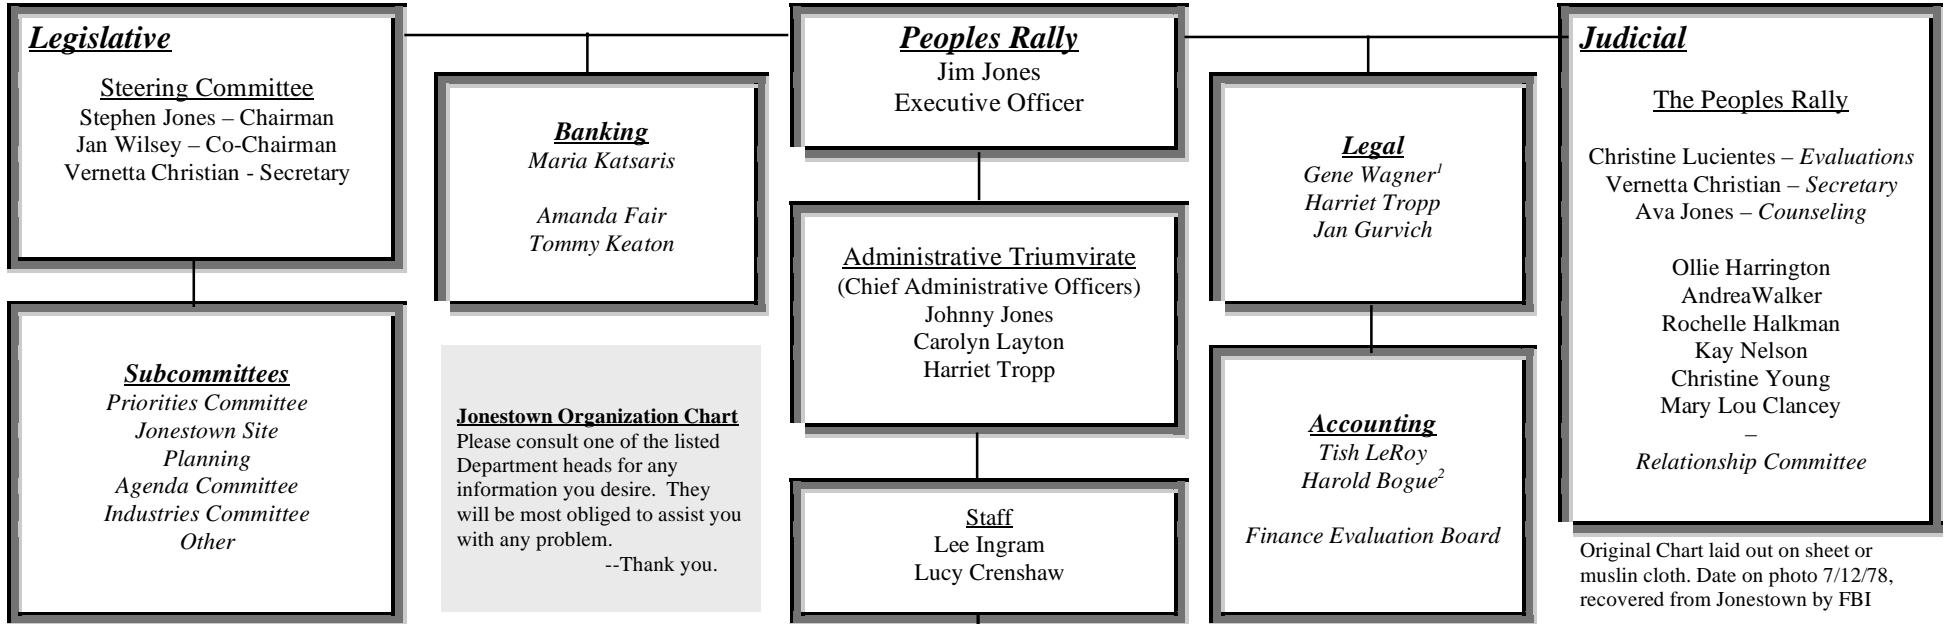 Legislative
Steering Committee
Stephen Jones – Chairman
Jan Wilsey – Co-Chairman
Vernetta Christian - Secretary
Subcommittees
Priorities Committee
Jonestown Site
Planning
Agenda Committee
Industries Committee
Other
Banking
Maria Katsaris
Amanda Fair
Tommy Keaton
Jonestown Organization Chart
Please consult one of the listed
Department heads for any
information you desire. They
will be most obliged to assist you
with any problem.
--Thank you.
Peoples Rally
Jim Jones
Executive Officer
Administrative Triumvirate
(Chief Administrative Officers)
Johnny Jones
Carolyn Layton
Harriet Tropp
Staff
Lee Ingram
Lucy Crenshaw
Legal
Gene Wagner¹
Harriet Tropp
Jan Gurvich
Accounting
Tish LeRoy
Harold Bogue²
Finance Evaluation Board
Judicial
The Peoples Rally
Christine Lucientes – Evaluations
Vernetta Christian – Secretary
Ava Jones – Counseling
Ollie Harrington
AndreaWalker
Rochelle Halkman
Kay Nelson
Christine Young
Mary Lou Clancey
–
Relationship Committee
Original Chart laid out on sheet or
muslin cloth. Date on photo 7/12/78,
recovered from Jonestown by FBI